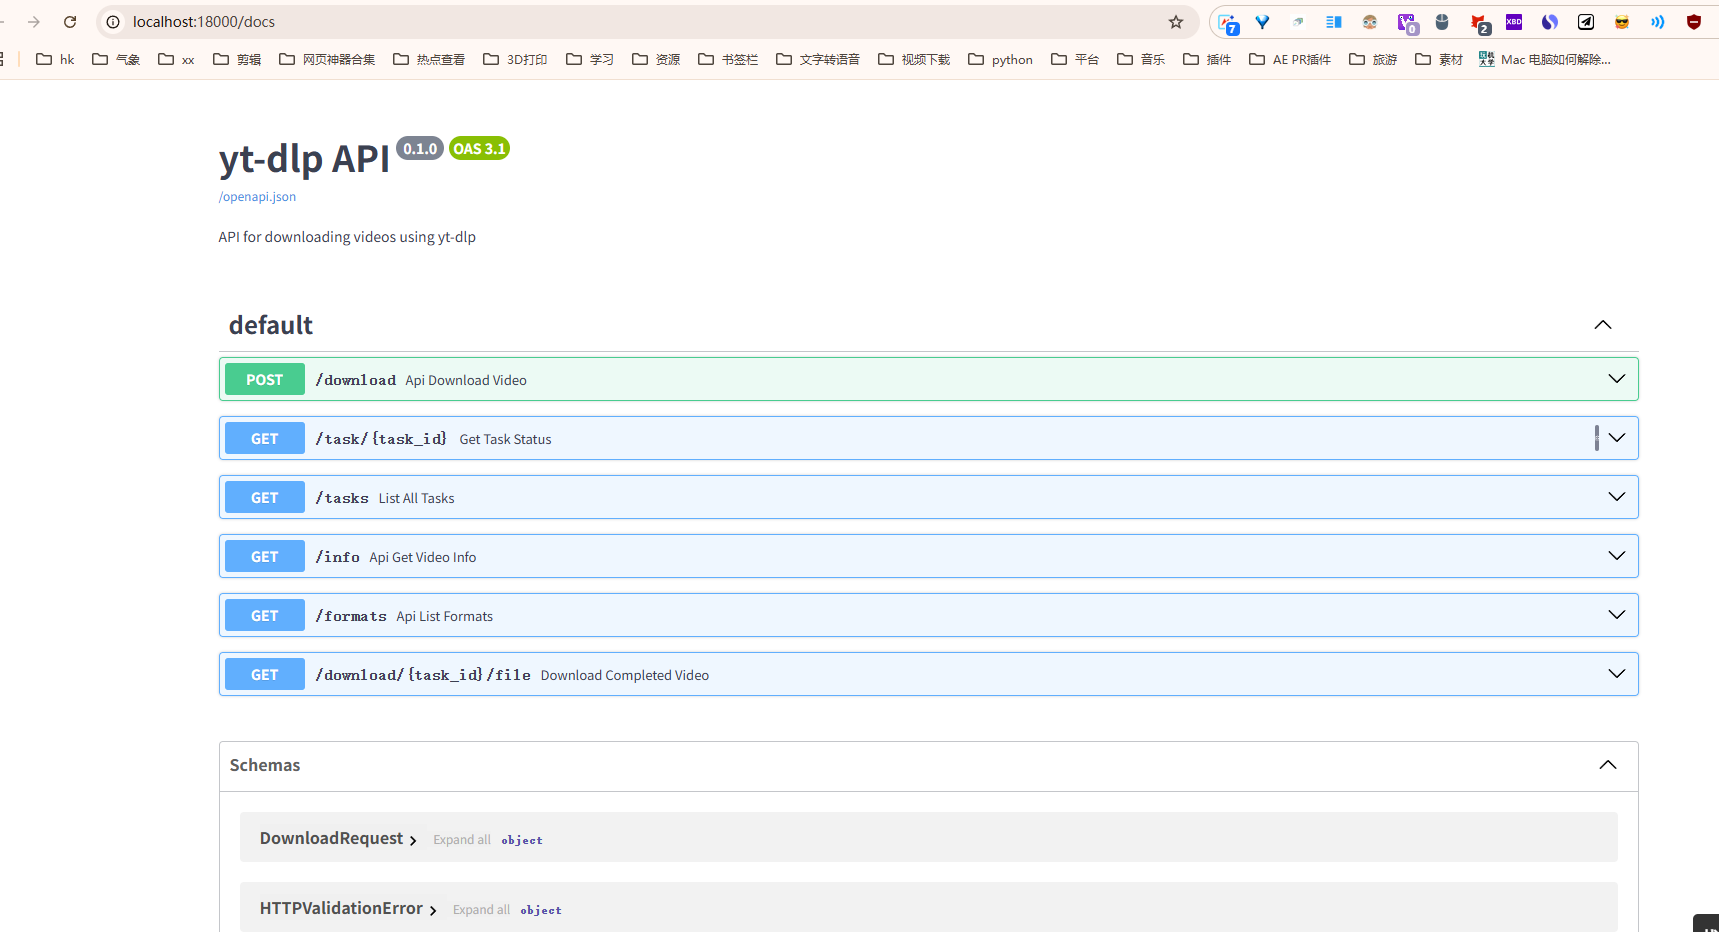 localhost:18000/docs
7
0
2
XBD
hk
气象
xx
剪辑
网页神器合集
热点查看
3D打印
学习
资源
书签栏
文字转语音
视频下载
python
平台
音乐
插件
AE PR插件
旅游
素材
Mac 电脑如何解除...
yt-dlp API 0.1.0 OAS 3.1
/openapi.json
API for downloading videos using yt-dlp
default
POST /download Api Download Video
GET /task/{task_id} Get Task Status
GET /tasks List All Tasks
GET /info Api Get Video Info
GET /formats Api List Formats
GET /download/{task_id}/file Download Completed Video
Schemas
DownloadRequest Expand all object
HTTPValidationError Expand all object